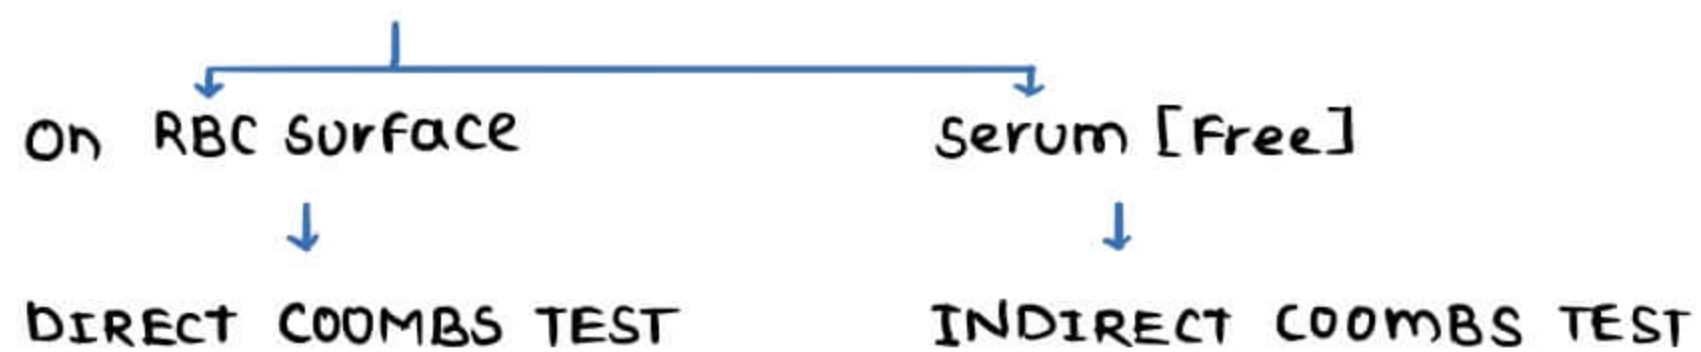 On RBC surface
Serum [Free]
DIRECT COOMBS TEST
INDIRECT COOMBS TEST